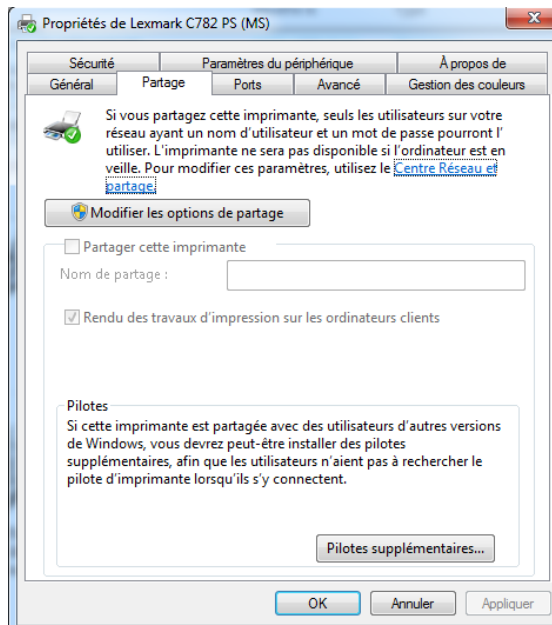 Propriétés de Lexmark C782 PS (MS)
Sécurité Paramètres du périphérique À propos de
Général Partage Ports Avancé Gestion des couleurs
Si vous partagez cette imprimante, seuls les utilisateurs sur votre
réseau ayant un nom d'utilisateur et un mot de passe pourront l'
utiliser. L'imprimante ne sera pas disponible si l'ordinateur est en
veille. Pour modifier ces paramètres, utilisez le Centre Réseau et
partage.
Modifier les options de partage
Partager cette imprimante
Nom de partage :
Rendu des travaux d'impression sur les ordinateurs clients
Pilotes
Si cette imprimante est partagée avec des utilisateurs d'autres versions
de Windows, vous devrez peut-être installer des pilotes
supplémentaires, afin que les utilisateurs n'aient pas à rechercher le
pilote d'imprimante lorsqu'ils s'y connectent.
Pilotes supplémentaires...
OK Annuler Appliquer